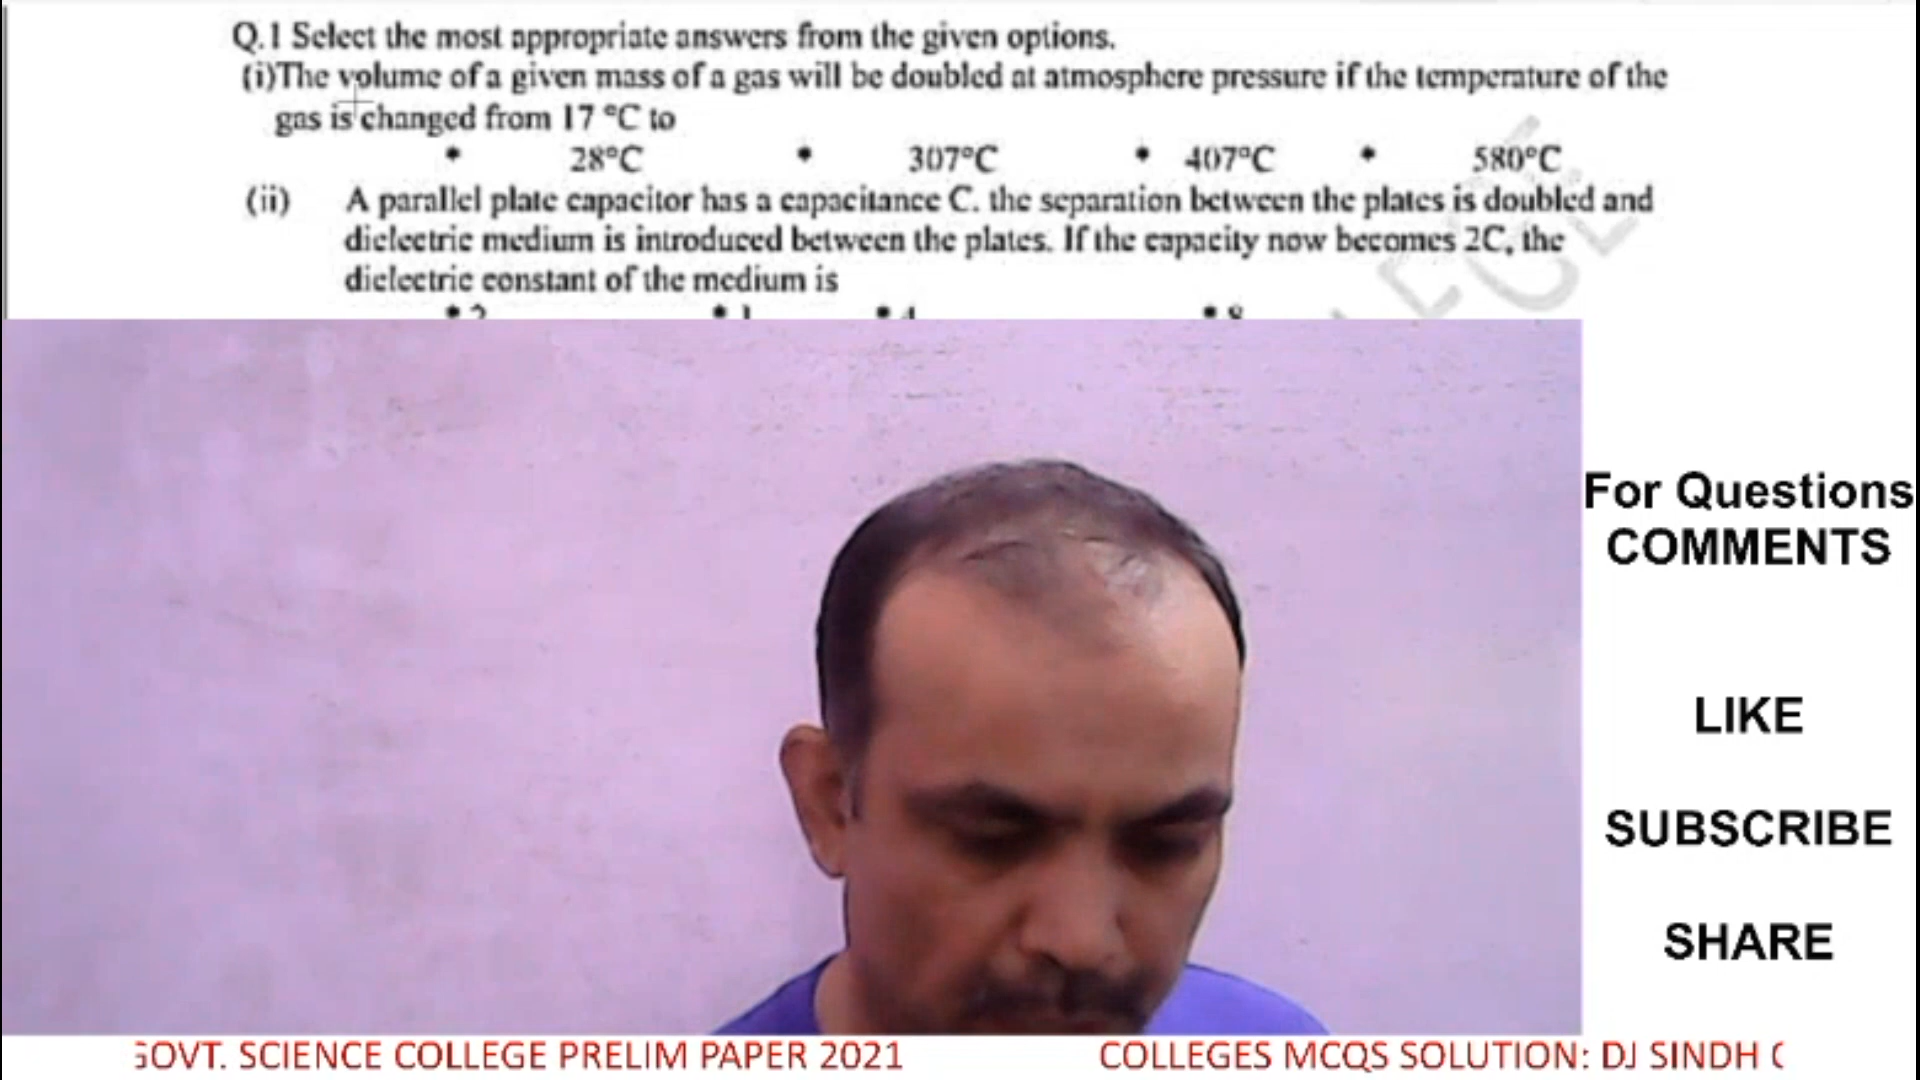 Q.1 Select the most appropriate answers from the given options.
(i)The volume of a given mass of a gas will be doubled at atmosphere pressure if the temperature of the
gas is changed from 17 °C to
• 28°C • 307°C • 407°C • 580°C
(ii) A parallel plate capacitor has a capacitance C. the separation between the plates is doubled and
dielectric medium is introduced between the plates. If the capacity now becomes 2C, the
dielectric constant of the medium is
For Questions
COMMENTS
LIKE
SUBSCRIBE
SHARE
GOVT. SCIENCE COLLEGE PRELIM PAPER 2021 COLLEGES MCQS SOLUTION: DJ SINDH